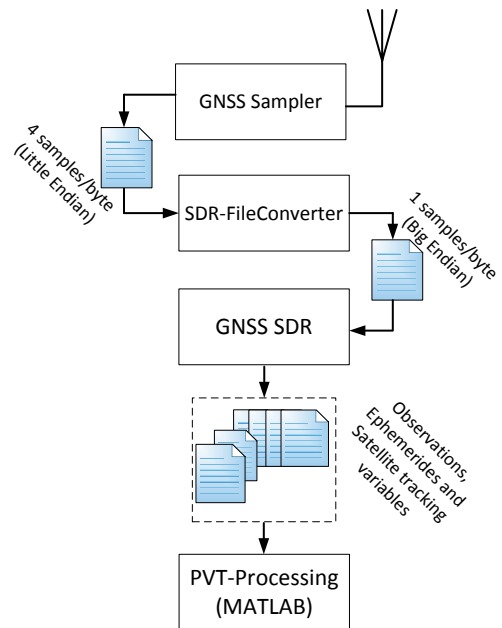 GNSS Sampler
4 samples/byte
(Little Endian)
SDR-FileConverter
1 samples/byte
(Big Endian)
GNSS SDR
Observations,
Ephemerides and
Satellite tracking
variables
PVT-Processing
(MATLAB)